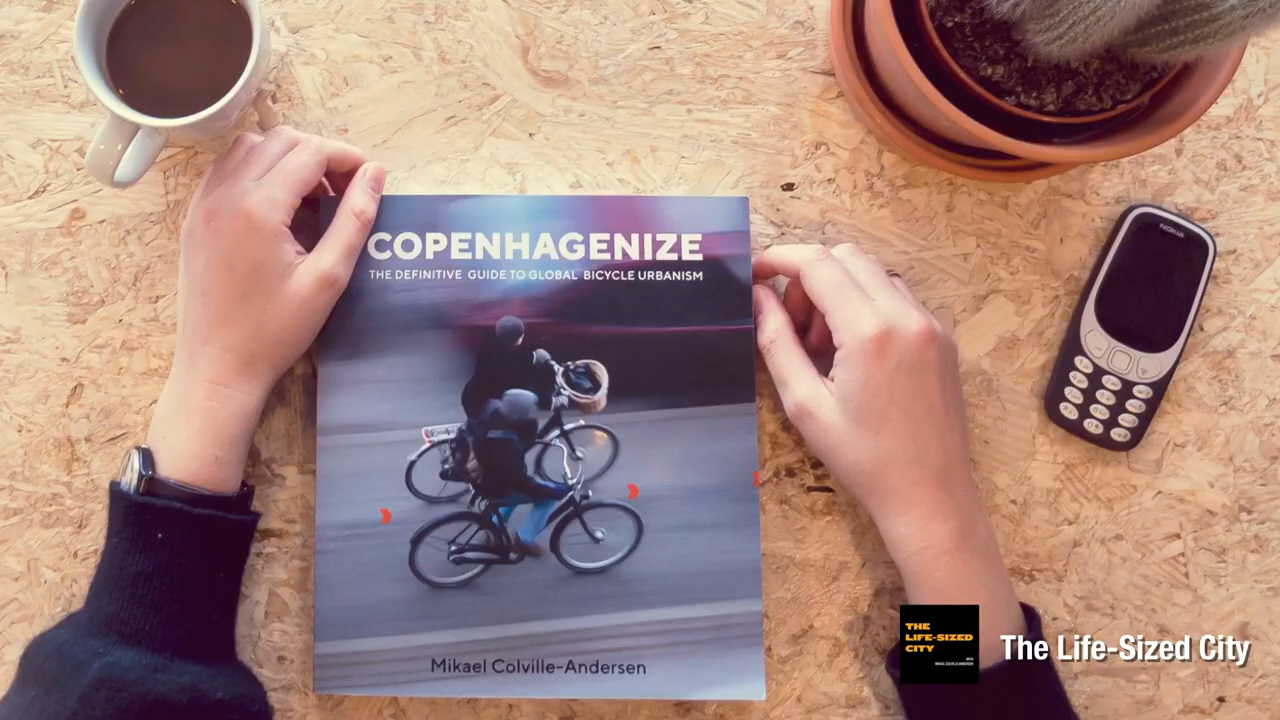 NOKIA
COPENHAGENIZE
THE DEFINITIVE GUIDE TO GLOBAL BICYCLE URBANISM
Mikael Colville-Andersen
THE
LIFE-SIZED
CITY
The Life-Sized City